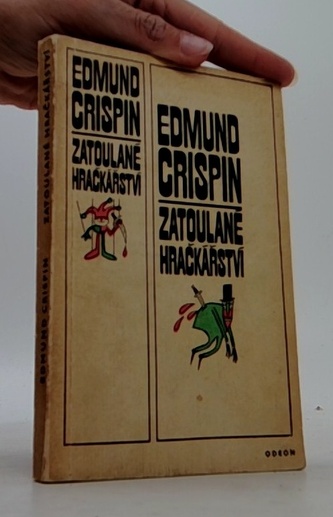 ZATOULANÉ HRAČKÁŘSTVÍ
EDMUND CRISPIN
EDMUND
CRISPIN
ZATOULANÉ
HRAČKÁŘSTVÍ
EDMUND
CRISPIN
ZATOULANÉ
HRAČKÁŘSTVÍ
ODEON